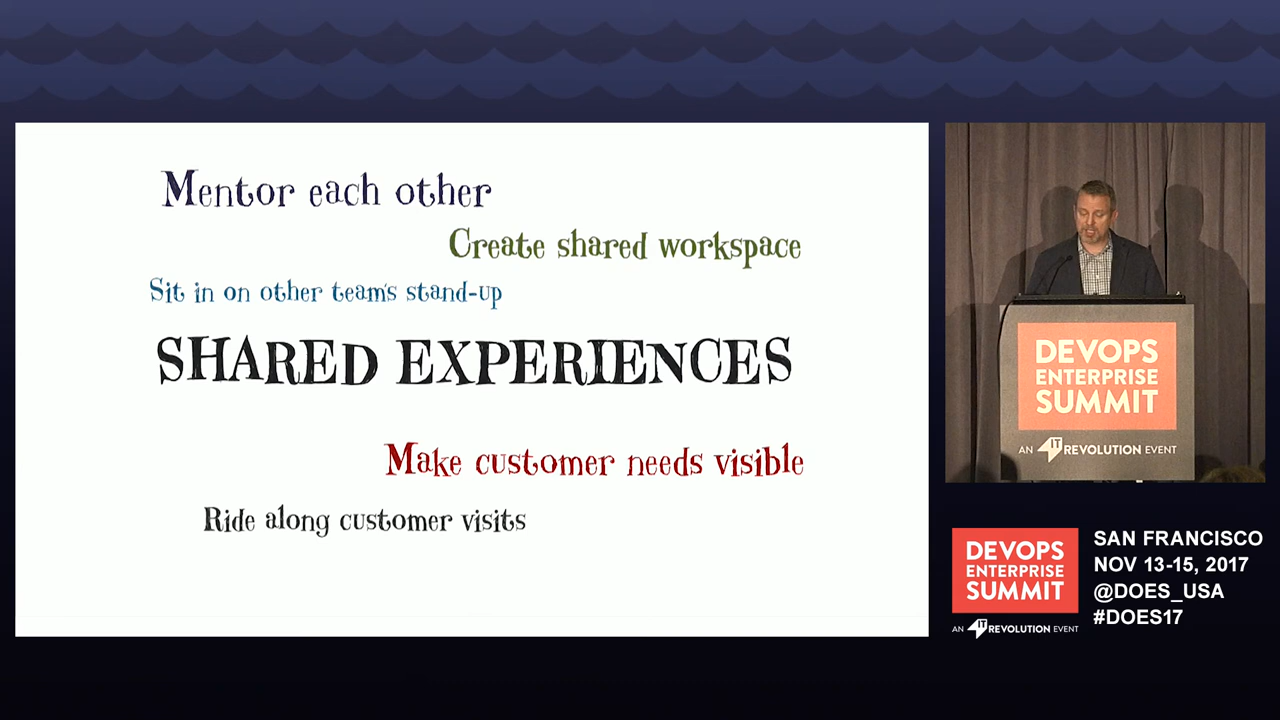 Mentor each other
Create shared workspace
Sit in on other team's stand-up
SHARED EXPERIENCES
Make customer needs visible
Ride along customer visits
DEVOPS
ENTERPRISE
SUMMIT
AN IT REVOLUTION EVENT
DEVOPS
ENTERPRISE
SUMMIT
AN IT REVOLUTION EVENT
SAN FRANCISCO
NOV 13-15, 2017
@DOES_USA
#DOES17